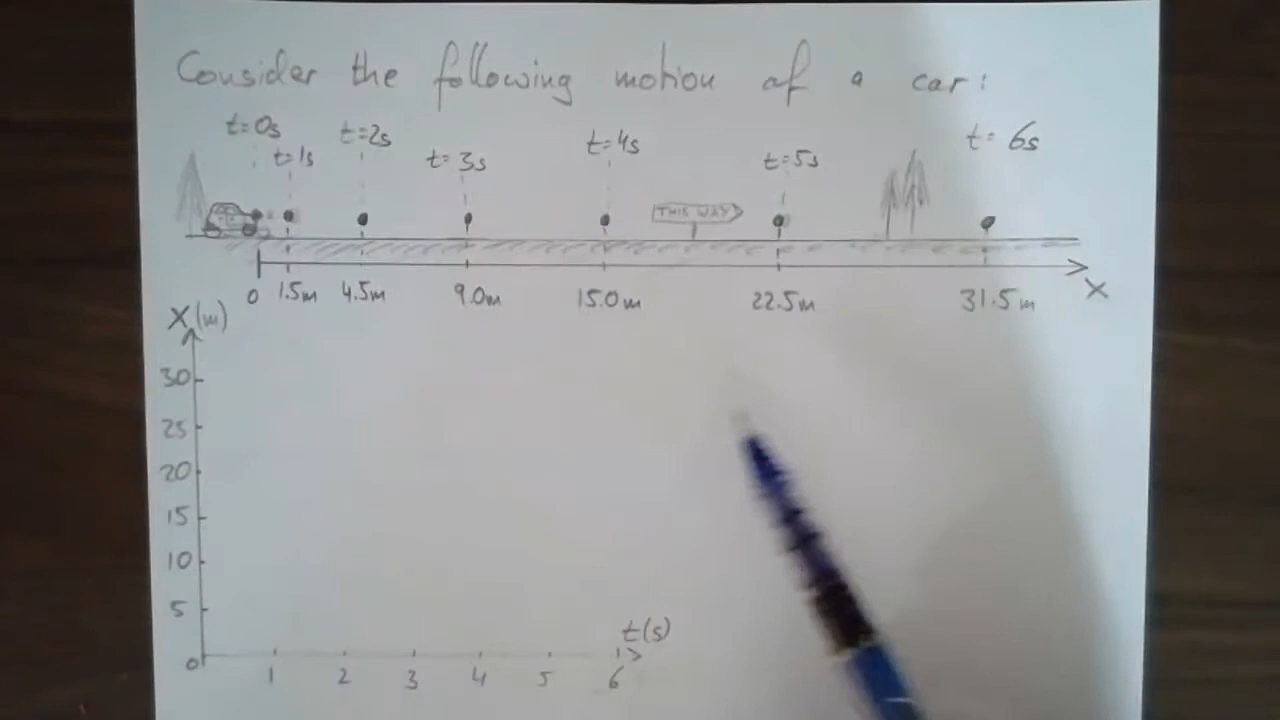 Consider the following motion of a car:
t=0s t=1s t=2s t=3s t=4s t=5s t=6s
THIS WAY
0 1.5m 4.5m 9.0m 15.0m 22.5m 31.5m X
X(m)
30
25
20
15
10
5
0
t(s)
1 2 3 4 5 6